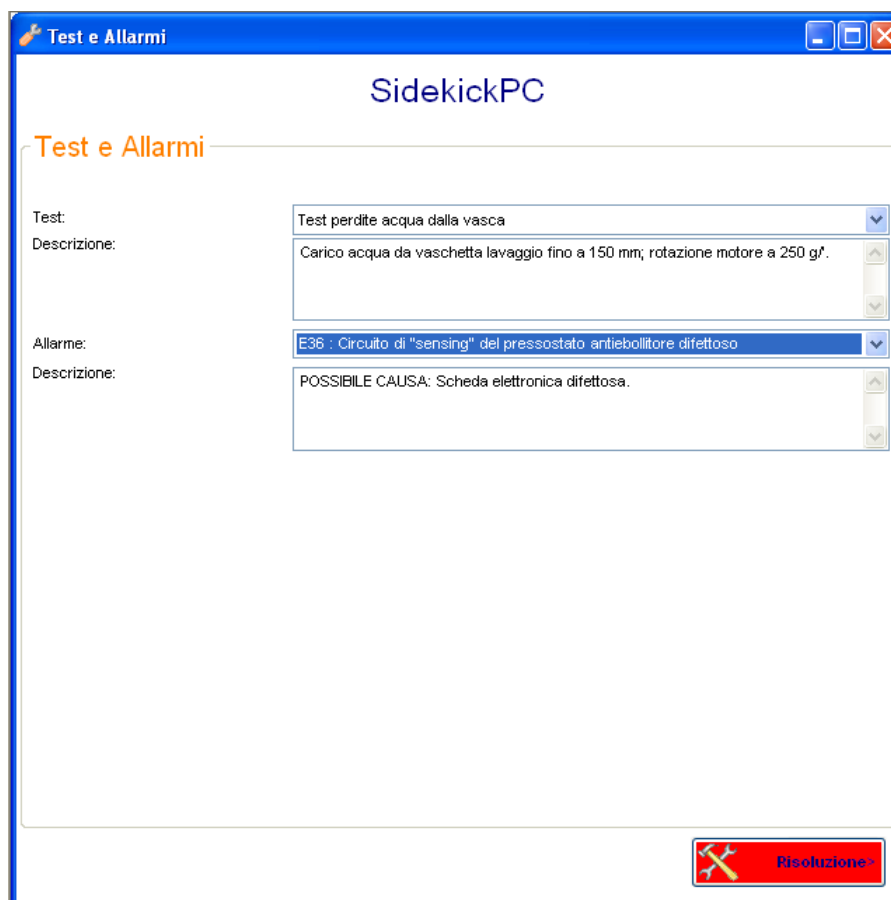 Test e Allarmi
SidekickPC
Test e Allarmi
Test:
Test perdite acqua dalla vasca
Descrizione:
Carico acqua da vaschetta lavaggio fino a 150 mm; rotazione motore a 250 g/'.
Allarme:
E36 : Circuito di "sensing" del pressostato antiebollitore difettoso
Descrizione:
POSSIBILE CAUSA: Scheda elettronica difettosa.
Risoluzione>